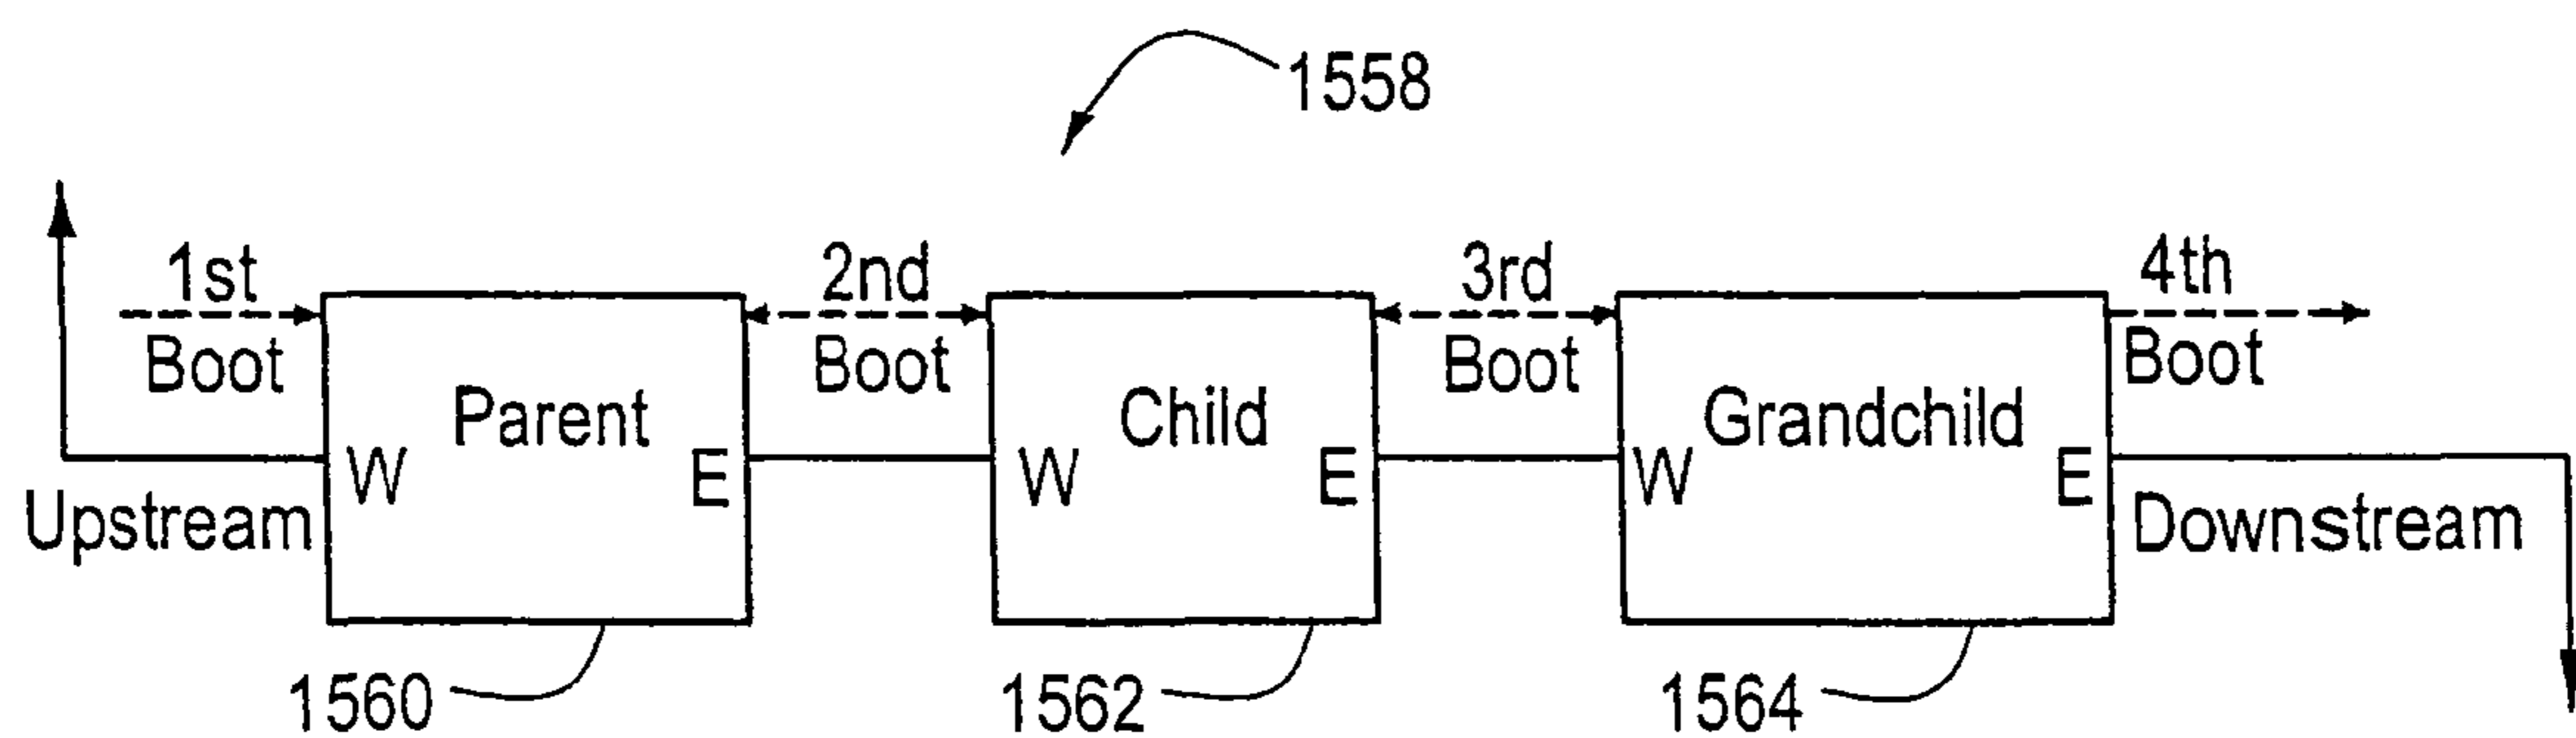 1558
1st
Boot
2nd
Boot
3rd
Boot
4th
Boot
Parent
Child
Grandchild
W
E
W
E
W
E
Upstream
Downstream
1560
1562
1564